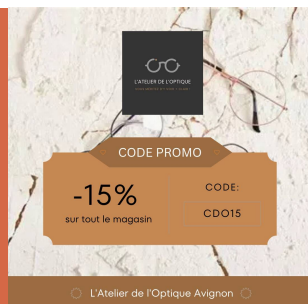 L'ATELIER DE L'OPTIQUE
CODE PROMO
-15%
sur tout le magasin
CODE:
CDO15
L'Atelier de l'Optique Avignon